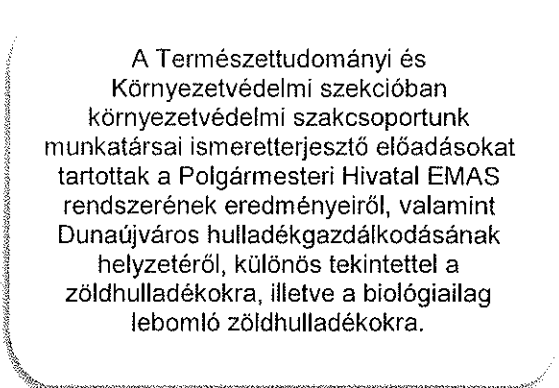 A Természettudományi és
Környezetvédelmi szekcióban
környezetvédelmi szakcsoportunk
munkatársai ismeretterjesztő előadásokat
tartottak a Polgármesteri Hivatal EMAS
rendszerének eredményeiről, valamint
Dunaújváros hulladékgazdálkodásának
helyzetéről, különös tekintettel a
zöldhulladékokra, illetve a biológiailag
lebomló zöldhulladékokra.